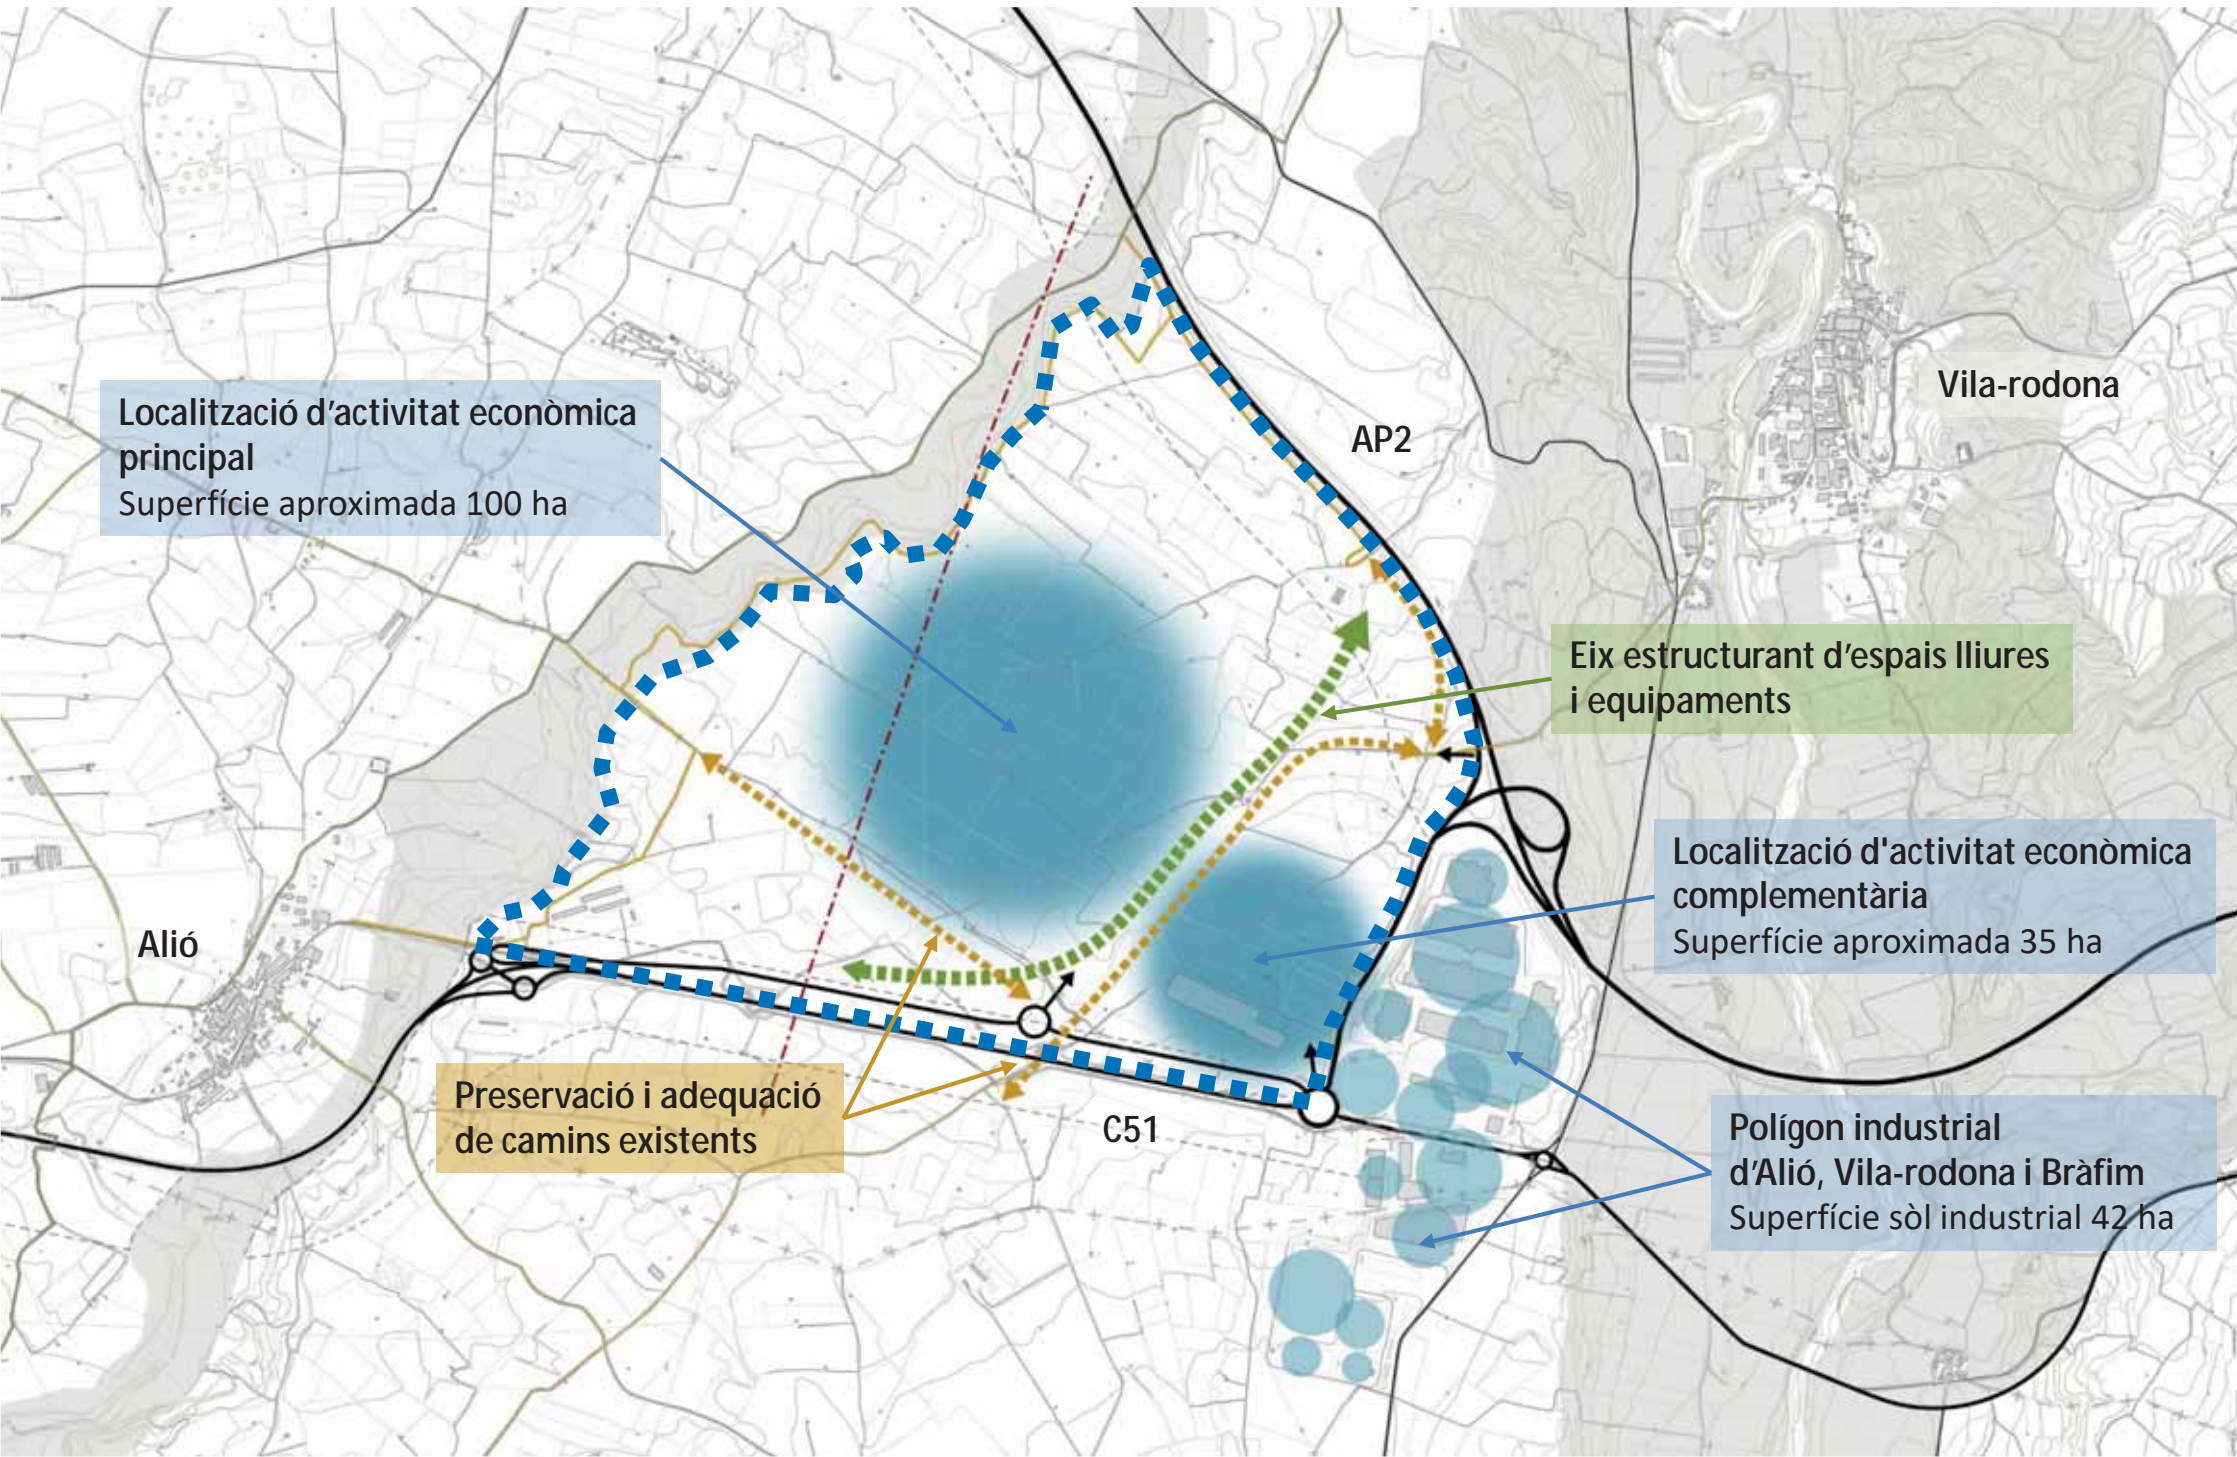 Vila-rodona
Localització d'activitat econòmica
principal
Superfície aproximada 100 ha
AP2
Eix estructurant d'espais lliures
i equipaments
Localització d'activitat econòmica
complementària
Superfície aproximada 35 ha
Alió
Preservació i adequació
de camins existents
C51
Polígon industrial
d'Alió, Vila-rodona i Bràfim
Superfície sòl industrial 42 ha